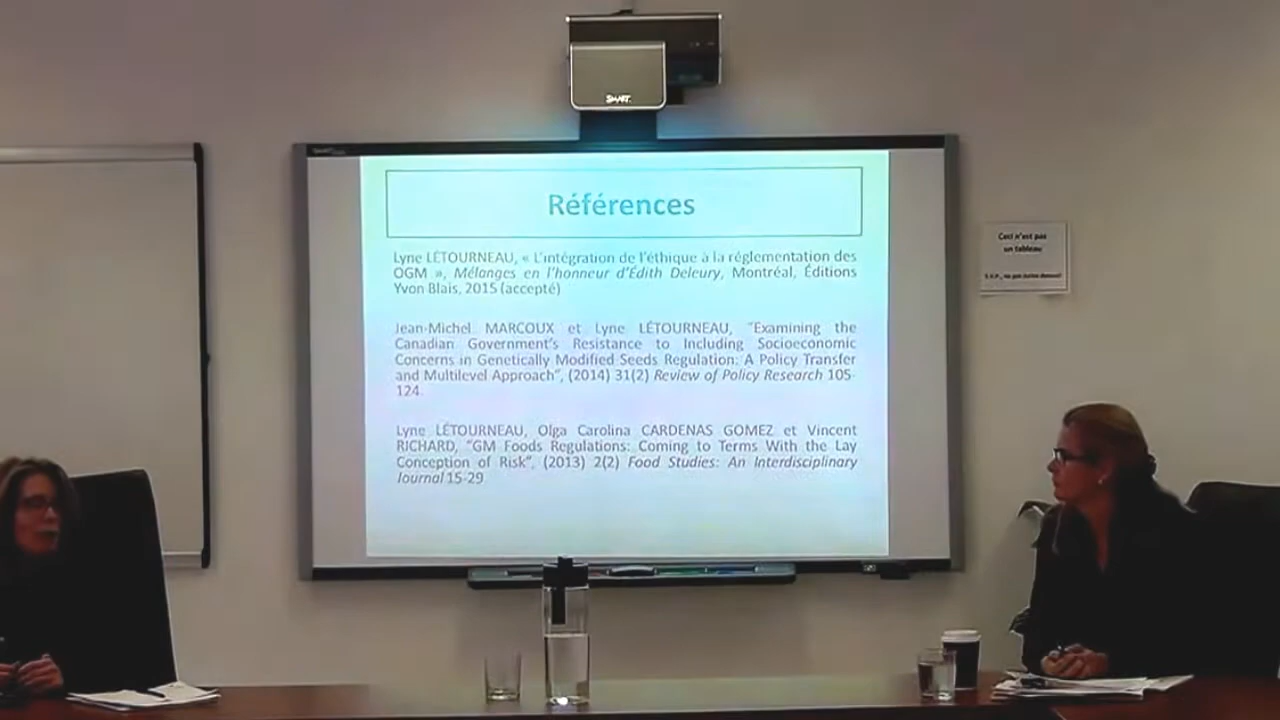 SMART
Références
Lyne LÉTOURNEAU, « L'intégration de l'éthique à la réglementation des
OGM », Mélanges en l'honneur d'Édith Deleury, Montréal, Éditions
Yvon Blais, 2015 (accepté)
Jean-Michel MARCOUX et Lyne LÉTOURNEAU, "Examining the
Canadian Government's Resistance to Including Socioeconomic
Concerns in Genetically Modified Seeds Regulation: A Policy Transfer
and Multilevel Approach", (2014) 31(2) Review of Policy Research 105-
124.
Lyne LÉTOURNEAU, Olga Carolina CARDENAS GOMEZ et Vincent
RICHARD, "GM Foods Regulations: Coming to Terms With the Lay
Conception of Risk", (2013) 2(2) Food Studies: An Interdisciplinary
Journal 15-29
Ceci n'est pas
un tableau
S.V.P., ne pas écrire dessus!